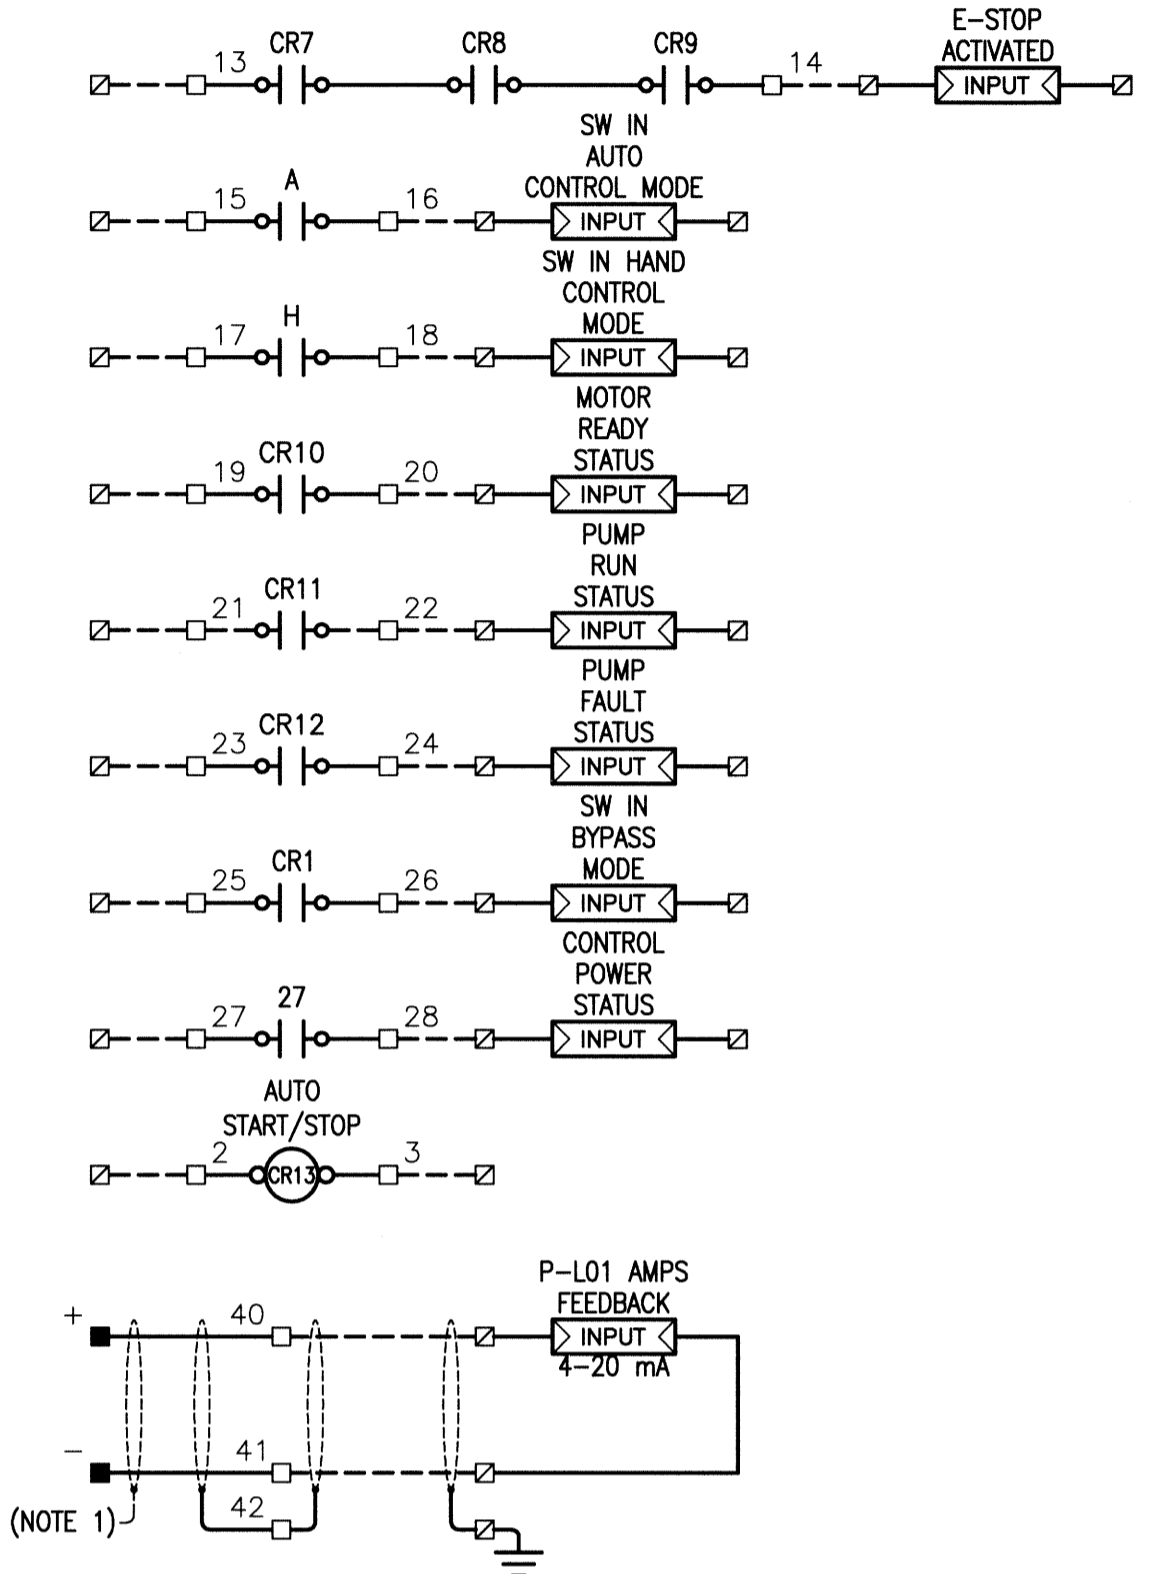 E-STOP
ACTIVATED
13 CR7 CR8 CR9 14 INPUT
SW IN
AUTO
CONTROL MODE
15 A 16 INPUT
SW IN HAND
CONTROL
MODE
17 H 18 INPUT
MOTOR
READY
STATUS
19 CR10 20 INPUT
PUMP
RUN
STATUS
21 CR11 22 INPUT
PUMP
FAULT
STATUS
23 CR12 24 INPUT
SW IN
BYPASS
MODE
25 CR1 26 INPUT
CONTROL
POWER
STATUS
27 27 28 INPUT
AUTO
START/STOP
2 CR13 3
P-L01 AMPS
FEEDBACK
+ 40 INPUT
4-20 mA
- 41
(NOTE 1) 42